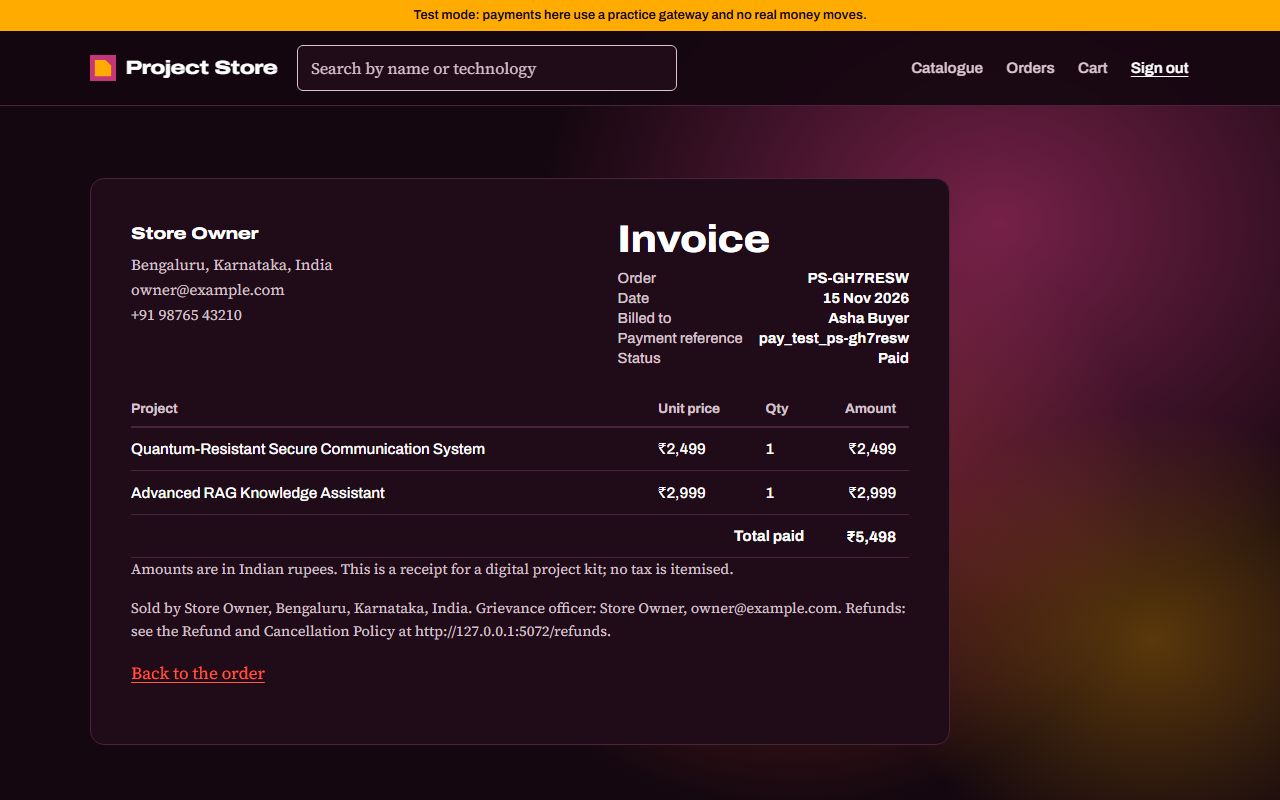 Test mode: payments here use a practice gateway and no real money moves.
Project Store
Search by name or technology
Catalogue Orders Cart Sign out
Store Owner
Bengaluru, Karnataka, India
owner@example.com
+91 98765 43210
Invoice
Order PS-GH7RESW
Date 15 Nov 2026
Billed to Asha Buyer
Payment reference pay_test_ps-gh7resw
Status Paid
Project Unit price Qty Amount
Quantum-Resistant Secure Communication System ₹2,499 1 ₹2,499
Advanced RAG Knowledge Assistant ₹2,999 1 ₹2,999
Total paid ₹5,498
Amounts are in Indian rupees. This is a receipt for a digital project kit; no tax is itemised.
Sold by Store Owner, Bengaluru, Karnataka, India. Grievance officer: Store Owner, owner@example.com. Refunds:
see the Refund and Cancellation Policy at http://127.0.0.1:5072/refunds.
Back to the order